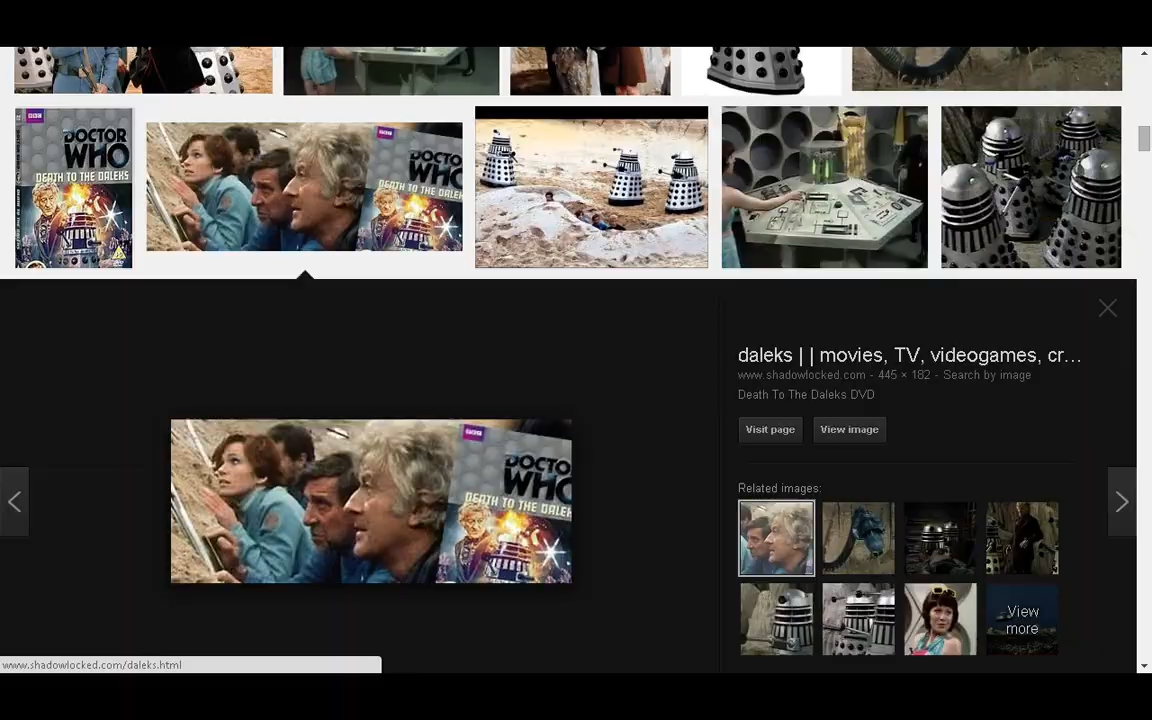 BBC
DOCTOR
WHO
DEATH TO THE DALEKS
DOCTOR
WHO
DEATH TO THE DALEKS
daleks | | movies, TV, videogames, cr...
www.shadowlocked.com - 445 × 182 - Search by image
Death To The Daleks DVD
Visit page
View image
BBC
DOCTOR
WHO
DEATH TO THE DALEKS
Related images:
View
more
www.shadowlocked.com/daleks.html